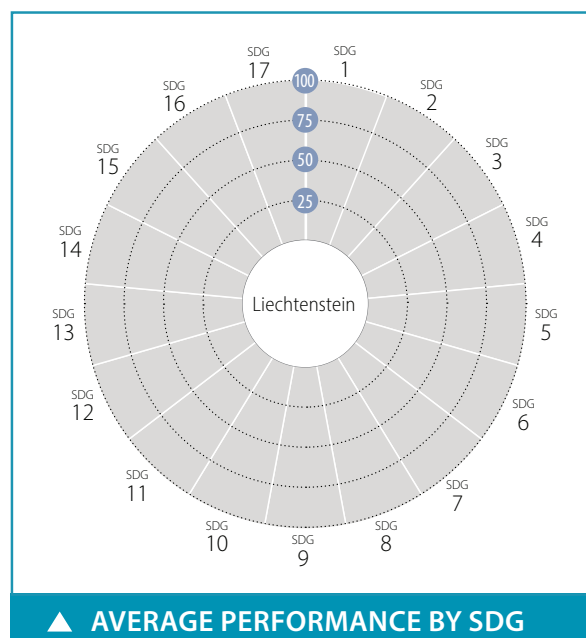 SDG
1
SDG
2
SDG
3
SDG
4
SDG
5
SDG
6
SDG
7
SDG
8
SDG
9
SDG
10
SDG
11
SDG
12
SDG
13
SDG
14
SDG
15
SDG
16
SDG
17
100
75
50
25
Liechtenstein
AVERAGE PERFORMANCE BY SDG